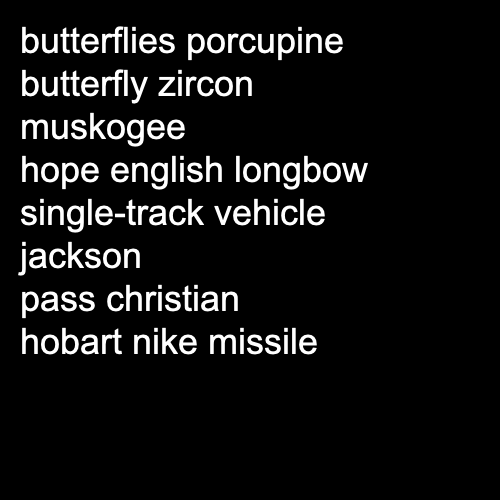 butterflies porcupine
butterfly zircon
muskogee
hope english longbow
single-track vehicle
jackson
pass christian
hobart nike missile